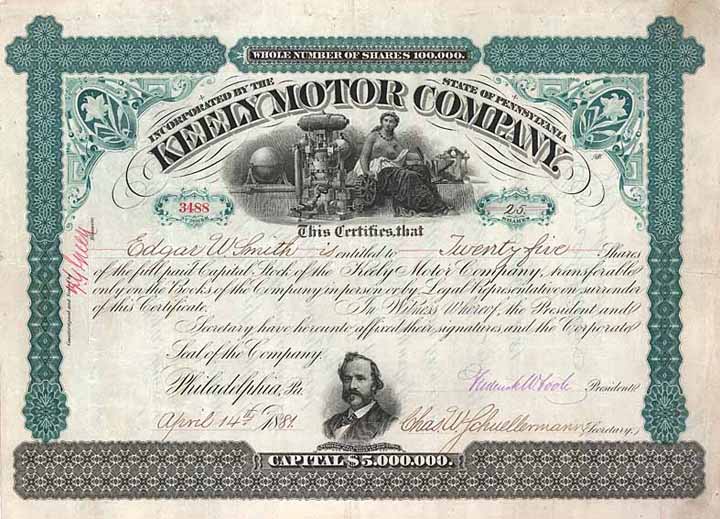 WHOLE NUMBER OF SHARES 100,000.
INCORPORATED BY THE STATE OF PENNSYLVANIA
KEELY MOTOR COMPANY.
3488
25
SHARES
This Certifies, that
Edgar W. Smith is entitled to Twenty five Shares
of the full paid Capital Stock of the Keely Motor Company, transferable
only on the Books of the Company in person or by Legal Representative on surrender
of this Certificate. In Witness Whereof, the President and
Secretary have hereunto affixed their signatures and the Corporate
Seal of the Company.
Philadelphia, Pa.
President
April 14th 1881.
Chas. W. Schuellermann
(Secretary.)
CAPITAL $5,000,000.